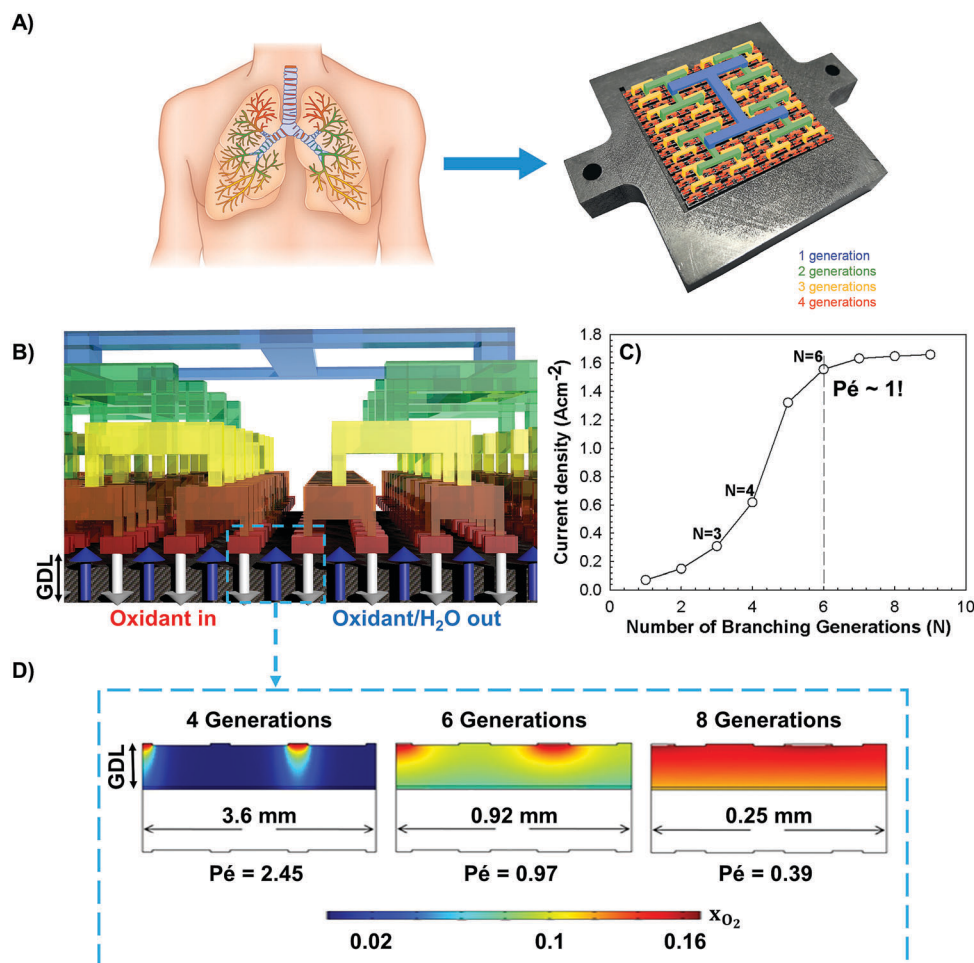 A)
1 generation
2 generations
3 generations
4 generations
B)
GDL
Oxidant in
Oxidant/H₂O out
C)
Current density (Acm⁻²)
1.8
1.6
1.4
1.2
1.0
0.8
0.6
0.4
0.2
0.0
N=3
N=4
N=6
Pé ~ 1!
0 2 4 6 8 10
Number of Branching Generations (N)
D)
4 Generations 6 Generations 8 Generations
GDL
3.6 mm 0.92 mm 0.25 mm
Pé = 2.45 Pé = 0.97 Pé = 0.39
x_O₂
0.02 0.1 0.16